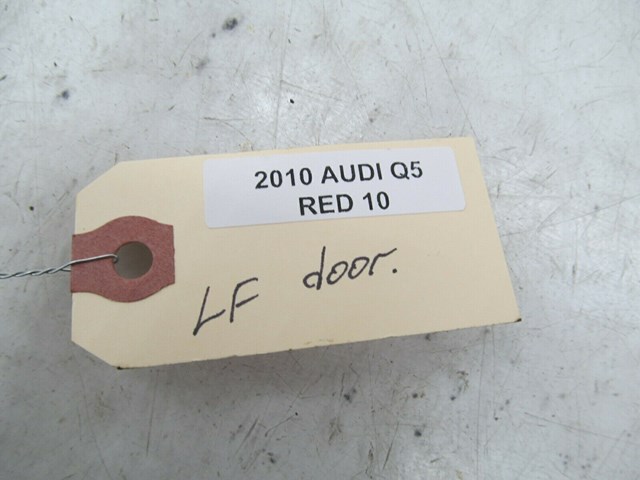 2010 AUDI Q5
RED 10
LF door.